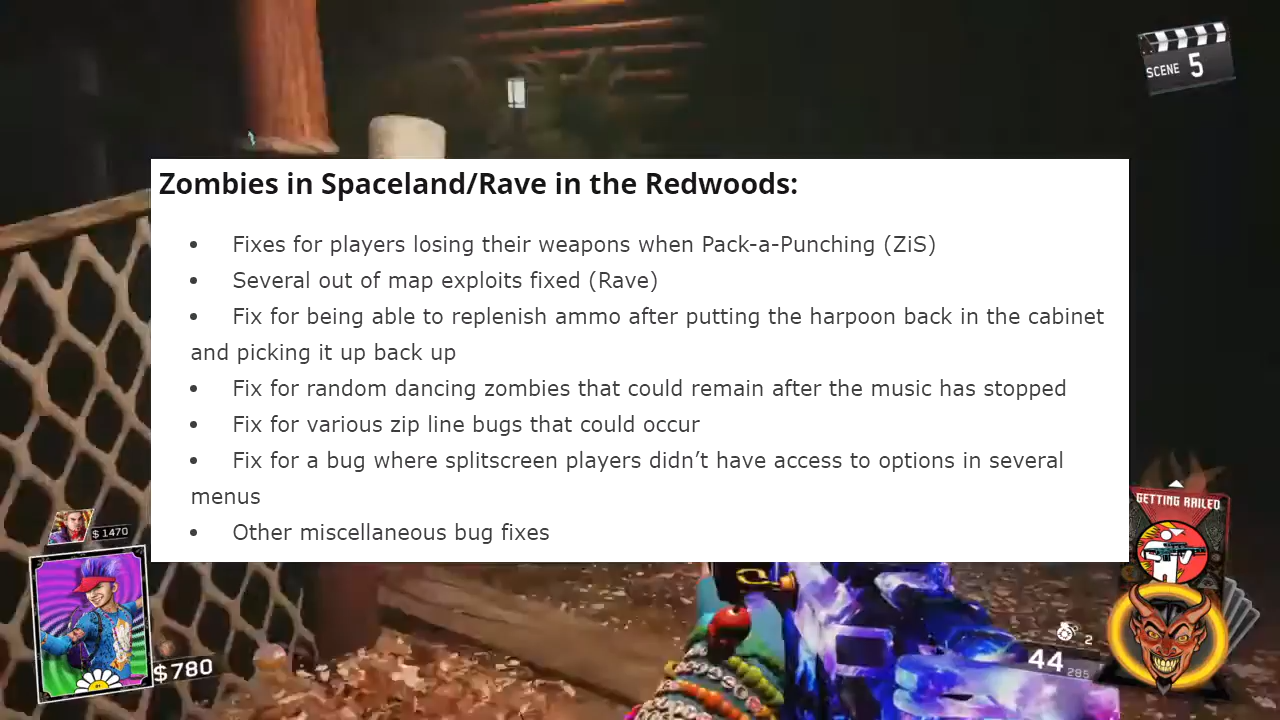 SCENE 5
Zombies in Spaceland/Rave in the Redwoods:
• Fixes for players losing their weapons when Pack-a-Punching (ZiS)
• Several out of map exploits fixed (Rave)
• Fix for being able to replenish ammo after putting the harpoon back in the cabinet
and picking it up back up
• Fix for random dancing zombies that could remain after the music has stopped
• Fix for various zip line bugs that could occur
• Fix for a bug where splitscreen players didn’t have access to options in several
menus
• Other miscellaneous bug fixes
$ 1470
$ 780
GETTING RAILED
2
44 285